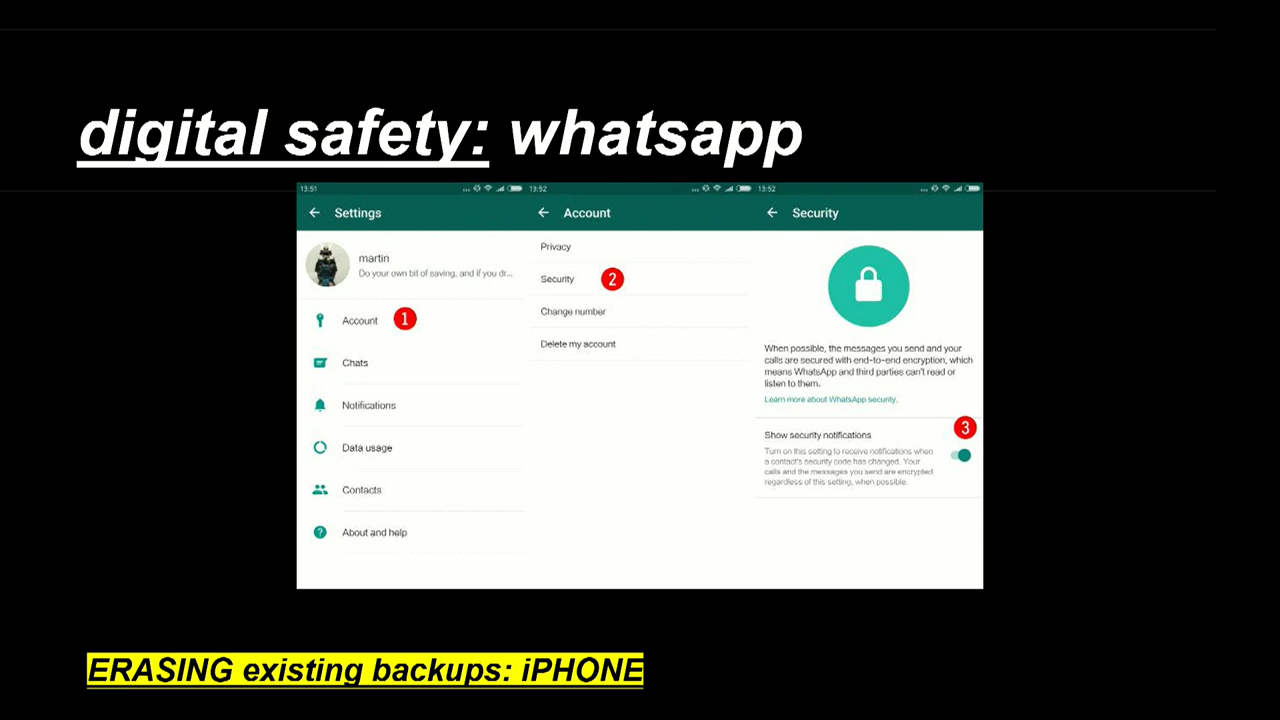 digital safety: whatsapp
13:51
Settings
martin
Do your own bit of saving, and if you dr...
Account 1
Chats
Notifications
Data usage
Contacts
About and help
13:52
Account
Privacy
Security 2
Change number
Delete my account
13:52
Security
When possible, the messages you send and your
calls are secured with end-to-end encryption, which
means WhatsApp and third parties can't read or
listen to them.
Learn more about WhatsApp security.
3
Show security notifications
Turn on this setting to receive notifications when
a contact's security code has changed. Your
calls and the messages you send are encrypted
regardless of this setting, when possible.
ERASING existing backups: iPHONE